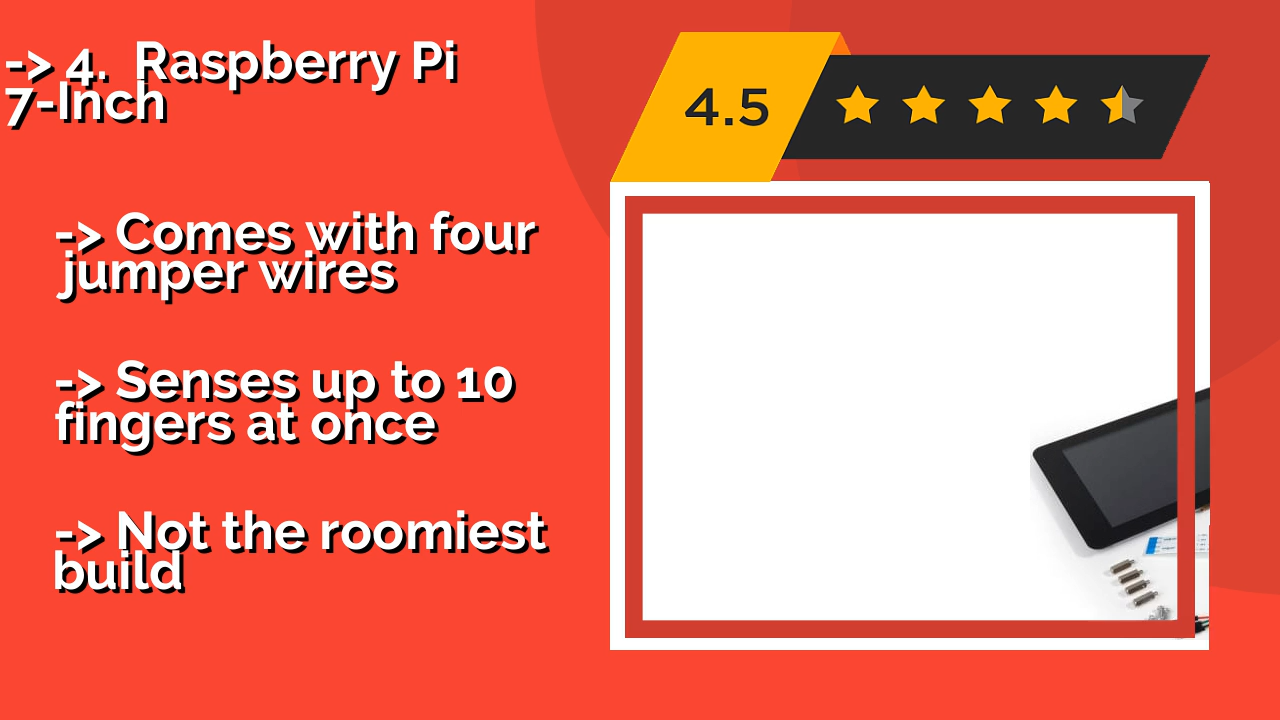 -> 4. Raspberry Pi
7-Inch
4.5
-> Comes with four
jumper wires
-> Senses up to 10
fingers at once
-> Not the roomiest
build